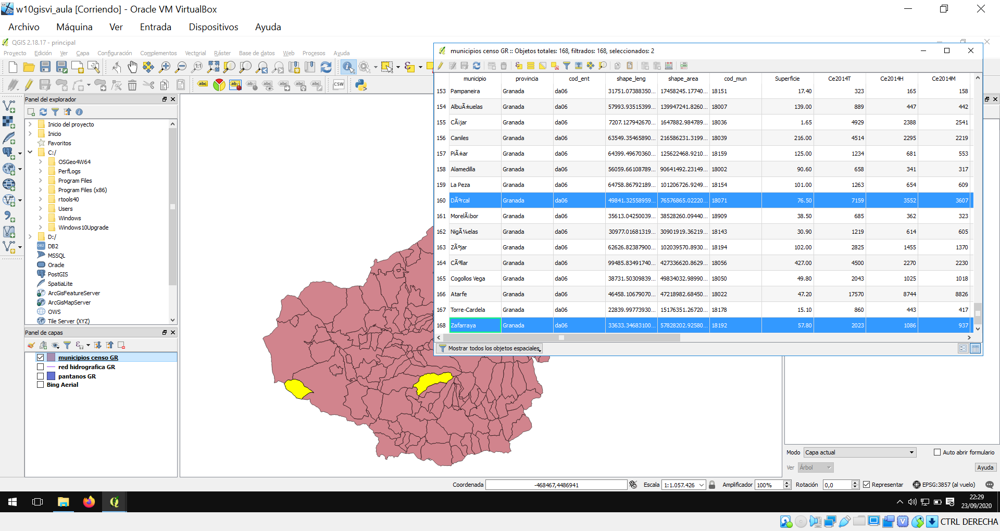 w10gisvi_aula [Corriendo] - Oracle VM VirtualBox
Archivo Máquina Ver Entrada Dispositivos Ayuda
QGIS 2.18.17 - principal
Proyecto Edición Ver Capa Configuración Complementos Vectorial Ráster Base de datos Web Procesos Ayuda
municipios censo GR :: Objetos totales: 168, filtrados: 168, seleccionados: 2
municipio provincia cod_ent shape_leng shape_area cod_mun Superficie Ce2014T Ce2014H Ce2014M
153 Pampaneira Granada da06 31751.07388350... 17458245.17740... 18151 17.40 323 165 158
154 AlbuÃ±uelas Granada da06 57993.93515399... 139947241.8260... 18007 139.00 889 447 442
155 CÃ¡jar Granada da06 7207.127942670... 1647882.984789... 18036 1.65 4929 2388 2541
156 Caniles Granada da06 63549.35465890... 216586231.3199... 18039 216.00 4514 2295 2219
157 PiÃ±ar Granada da06 64399.49670360... 125622468.9210... 18159 125.00 1234 681 553
158 Alamedilla Granada da06 56059.66108789... 90641492.23149... 18002 90.60 658 341 317
159 La Peza Granada da06 64758.86792189... 101206726.9249... 18154 101.00 1263 654 609
160 DÃºrcal Granada da06 49841.32558959... 76576865.02220... 18071 76.50 7159 3552 3607
161 MorelÃ¡bor Granada da06 35613.04250039... 38528260.09440... 18909 38.50 685 362 323
162 NigÃ¼elas Granada da06 30977.01681319... 30901919.36219... 18143 30.90 1219 614 605
163 ZÃºjar Granada da06 62626.82387900... 102039570.8930... 18194 102.00 2825 1455 1370
164 CÃºllar Granada da06 99485.83491740... 427336620.8629... 18056 427.00 4500 2270 2230
165 Cogollos Vega Granada da06 38731.50309839... 49834032.98990... 18050 49.80 2043 1025 1018
166 Atarfe Granada da06 46458.10679070... 47218982.68450... 18022 47.20 17570 8744 8826
167 Torre-Cardela Granada da06 22839.99773930... 15176351.26720... 18178 15.10 860 443 417
168 Zafarraya Granada da06 33633.34683100... 57828202.92580... 18192 57.80 2023 1086 937
Mostrar todos los objetos espaciales
abc ab abc abc abc abc abc CSW
Panel del explorador
Inicio del proyecto
Inicio
Favoritos
C:/
OSGeo4W64
PerfLogs
Program Files
Program Files (x86)
rtools40
Users
Windows
Windows10Upgrade
D:/
DB2
MSSQL
Oracle
PostGIS
SpatiaLite
ArcGisFeatureServer
ArcGisMapServer
OWS
Tile Server (XYZ)
Panel de capas
municipios censo GR
red hidrografica GR
pantanos GR
Bing Aerial
Modo Capa actual Auto abrir formulario
Ver Árbol Ayuda
Coordenada -468467,4486941 Escala 1:1.057.426 Amplificador 100% Rotación 0,0 Representar EPSG:3857 (al vuelo)
22:29
23/09/2020
CTRL DERECHA